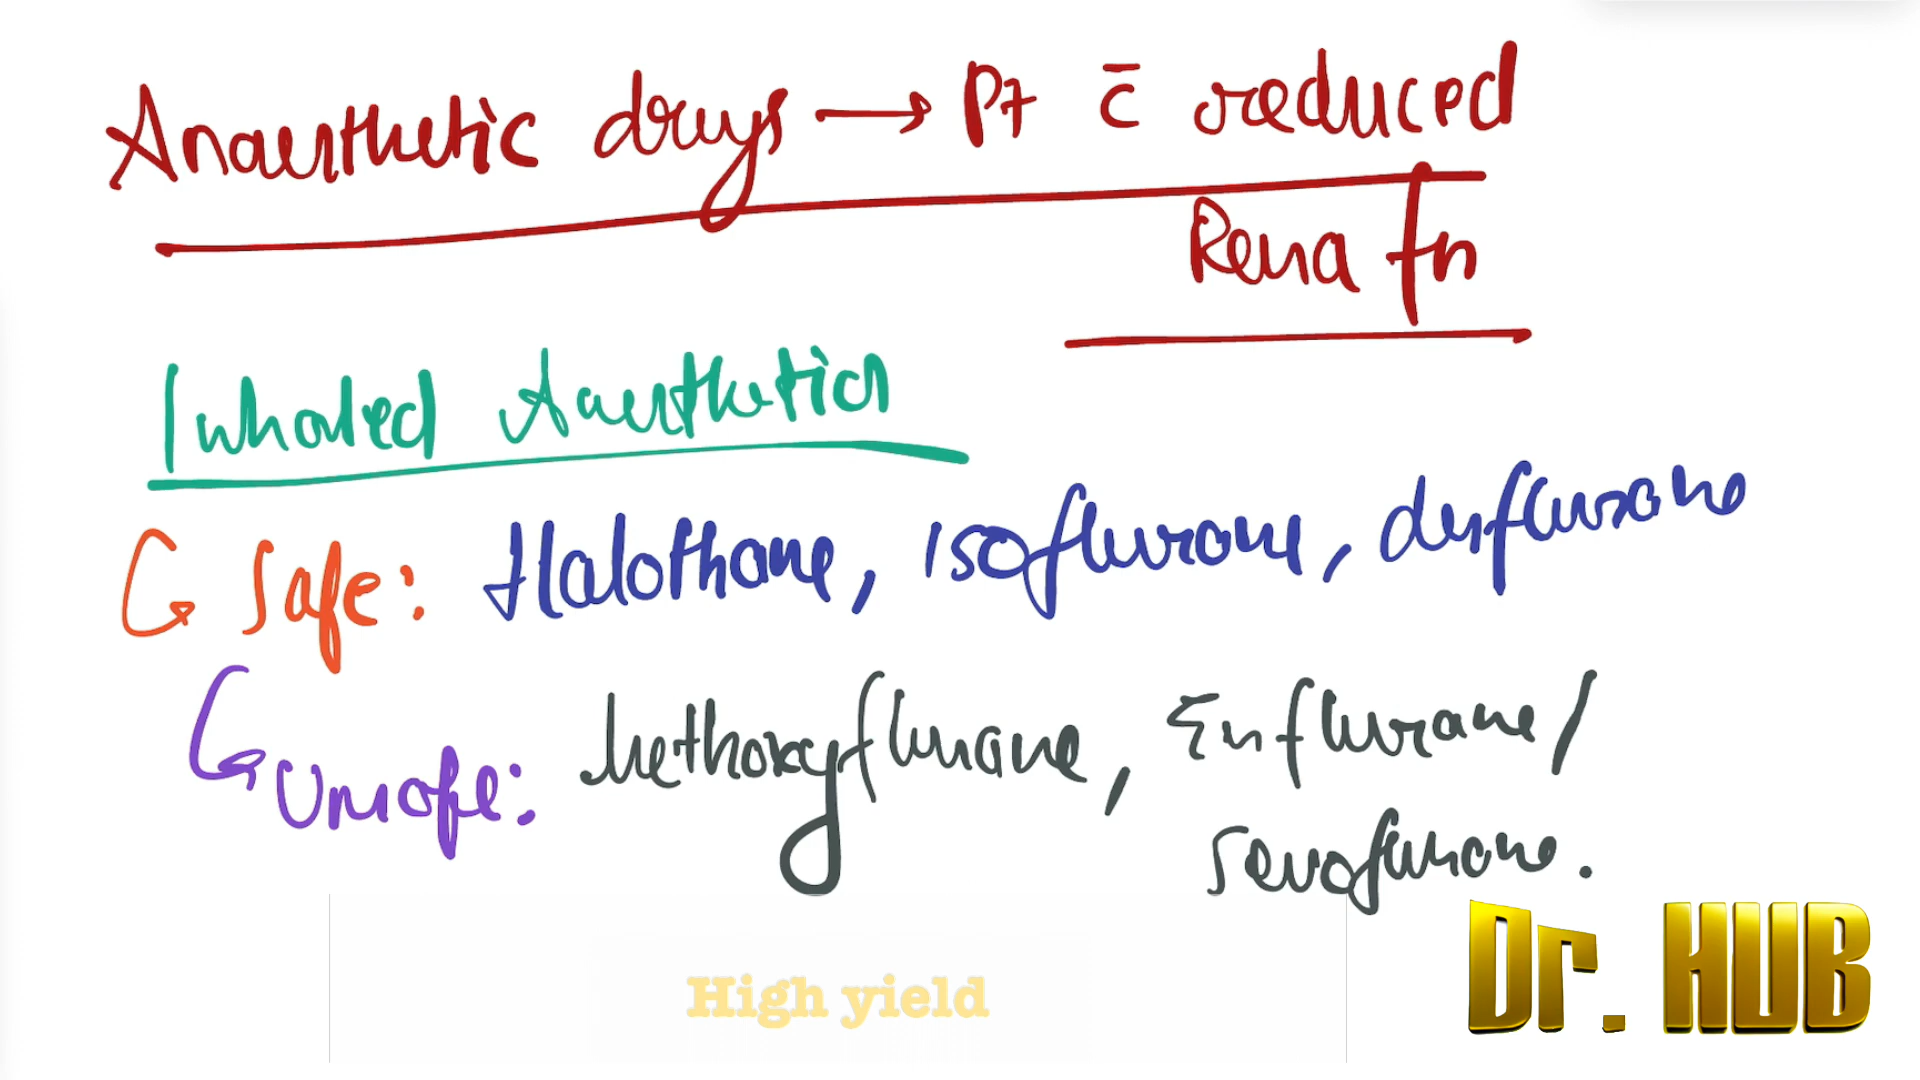 Anaesthetic drugs → Pt c̄ reduced
Rena fn
Inhaled Anaesthetics
Safe: Halothane, isoflurane, desflurane
Unsafe: Methoxyflurane, Enflurane/
Sevoflurane.
High yield
Dr. HUB